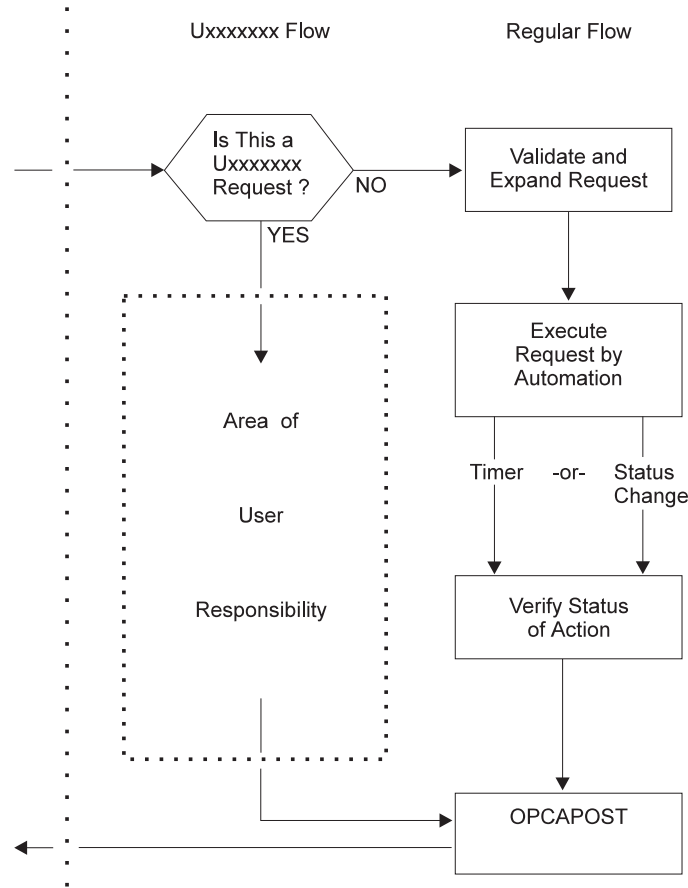 Uxxxxxxx Flow
Regular Flow
Is This a
Uxxxxxxx
Request ?
NO
YES
Validate and
Expand Request
Execute
Request by
Automation
Timer -or- Status
Change
Area of
User
Responsibility
Verify Status
of Action
OPCAPOST